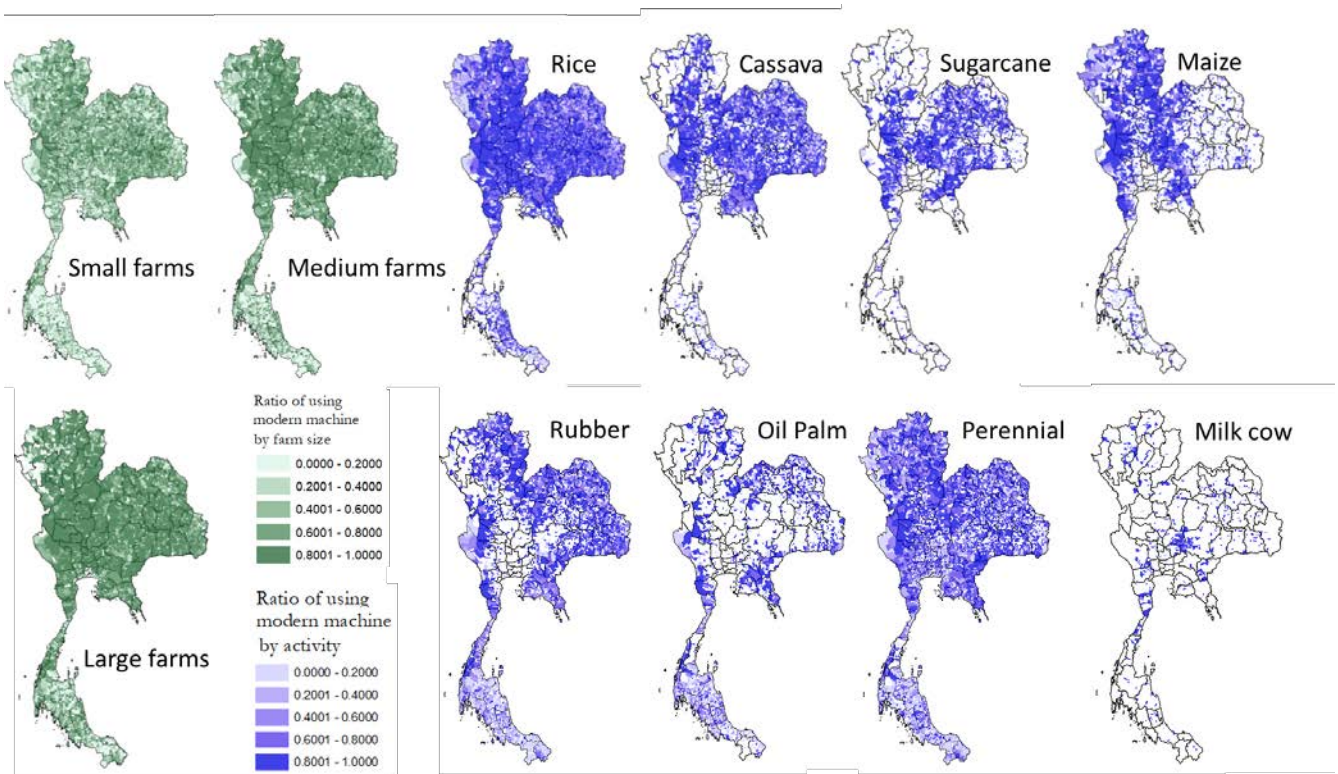 Rice
Cassava
Sugarcane
Maize
Small farms
Medium farms
Ratio of using
modern machine
by farm size
0.0000 - 0.2000
0.2001 - 0.4000
0.4001 - 0.6000
0.6001 - 0.8000
0.8001 - 1.0000
Large farms
Ratio of using
modern machine
by activity
0.0000 - 0.2000
0.2001 - 0.4000
0.4001 - 0.6000
0.6001 - 0.8000
0.8001 - 1.0000
Rubber
Oil Palm
Perennial
Milk cow